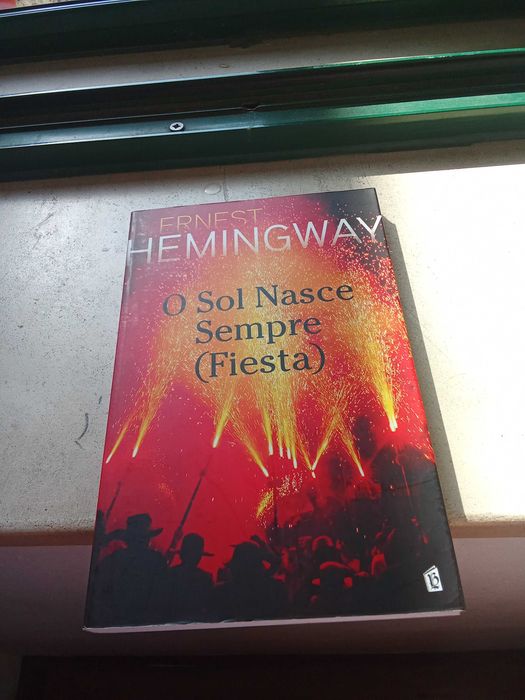 ERNEST
HEMINGWAY
O Sol Nasce
Sempre
(Fiesta)